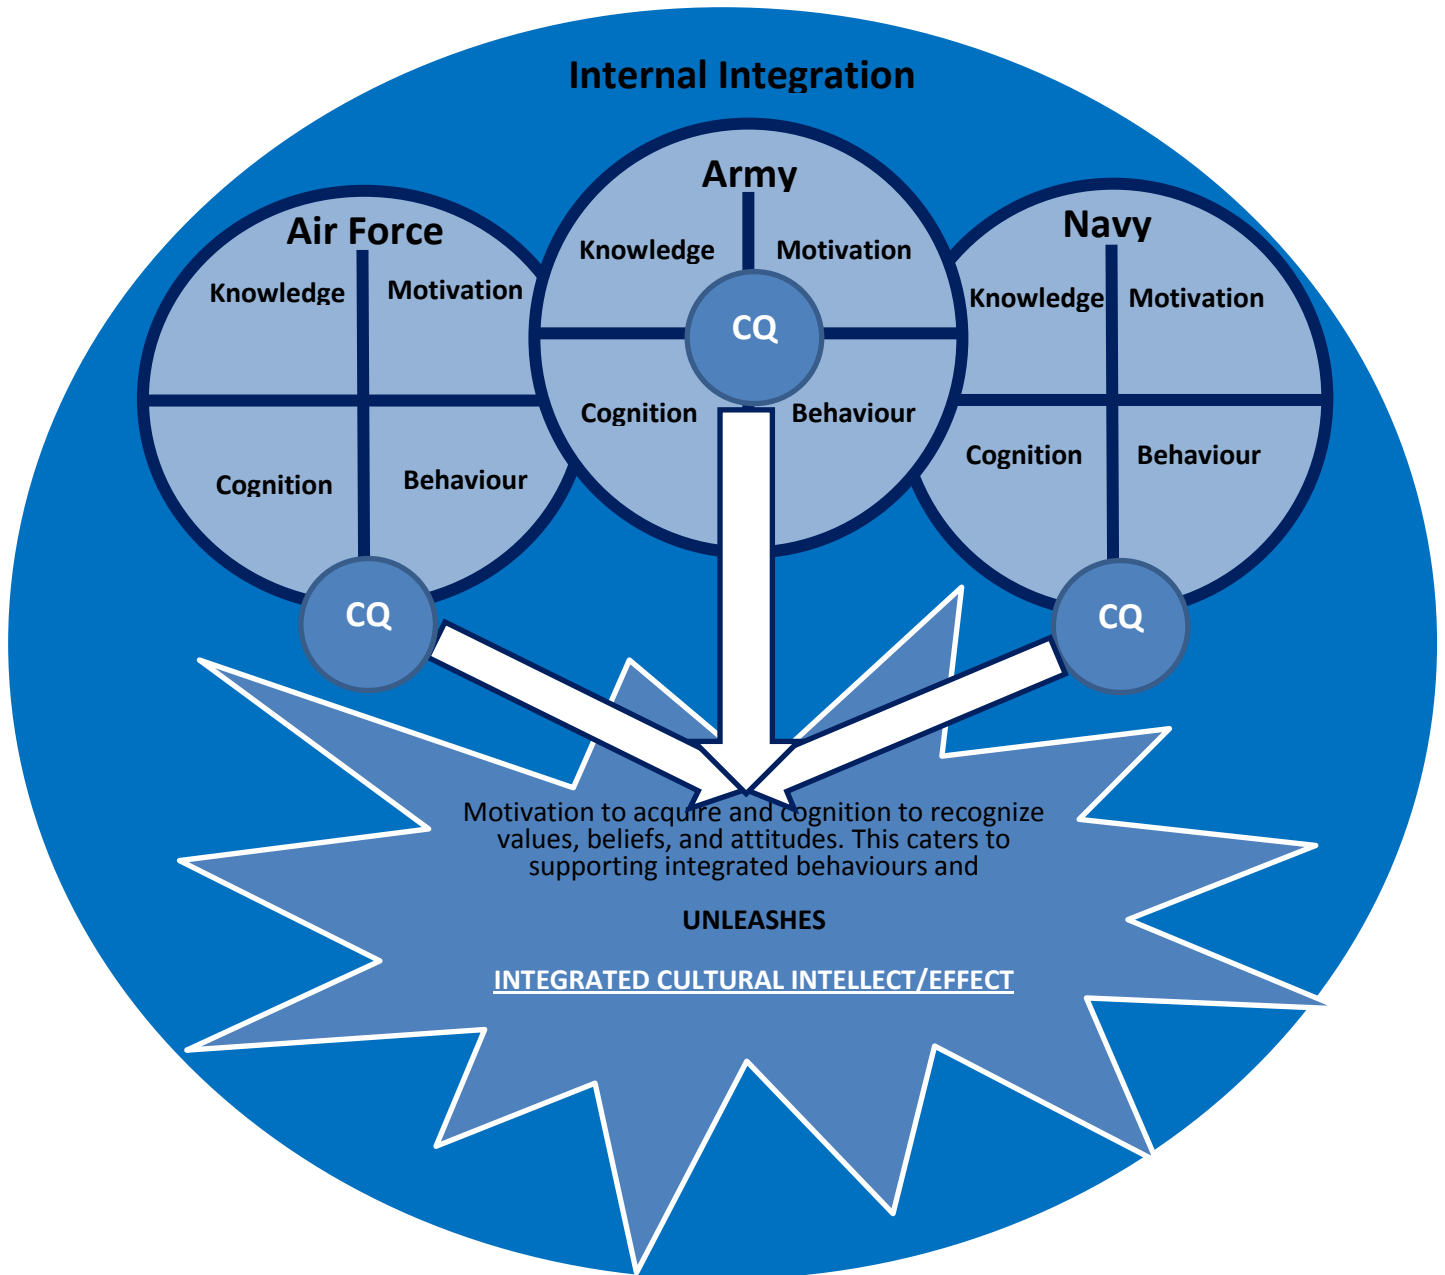 Internal Integration
Air Force
Knowledge
Motivation
Cognition
Behaviour
CQ
Army
Knowledge
Motivation
CQ
Cognition
Behaviour
Navy
Knowledge
Motivation
Cognition
Behaviour
CQ
Motivation to acquire and cognition to recognize
values, beliefs, and attitudes. This caters to
supporting integrated behaviours and
UNLEASHES
INTEGRATED CULTURAL INTELLECT/EFFECT